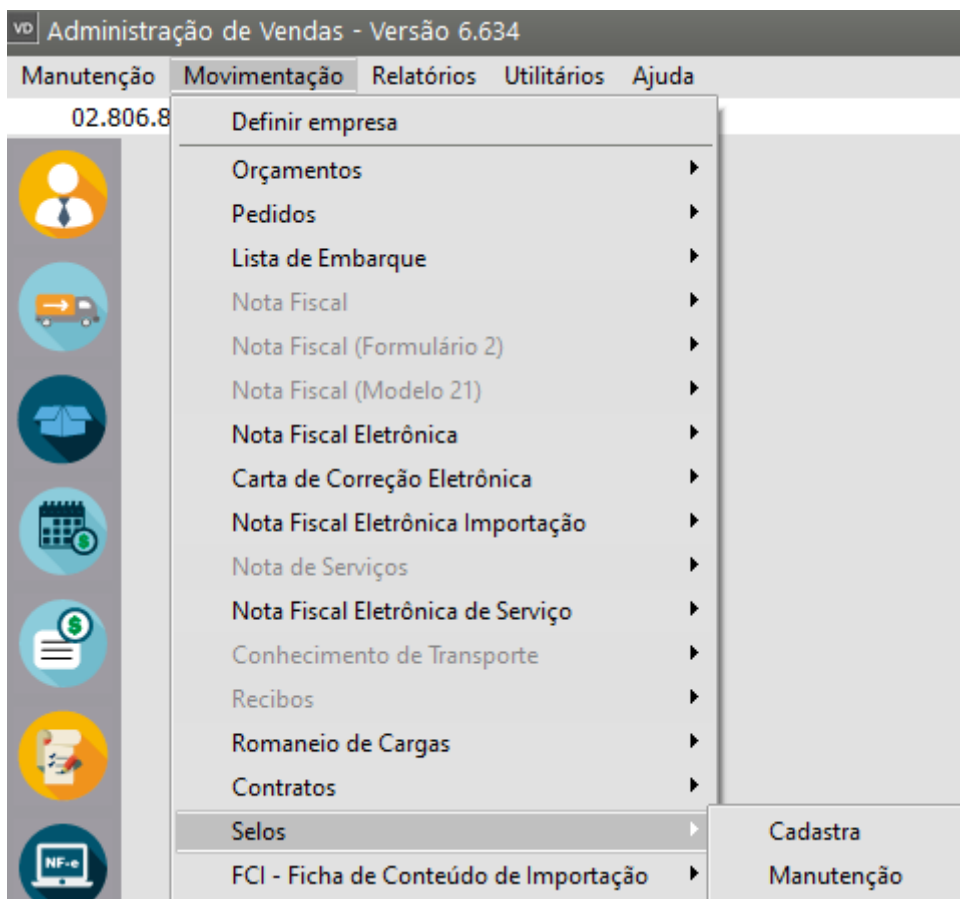 VD Administração de Vendas - Versão 6.634
Manutenção Movimentação Relatórios Utilitários Ajuda
02.806.8
Definir empresa
Orçamentos
Pedidos
Lista de Embarque
Nota Fiscal
Nota Fiscal (Formulário 2)
Nota Fiscal (Modelo 21)
Nota Fiscal Eletrônica
Carta de Correção Eletrônica
Nota Fiscal Eletrônica Importação
Nota de Serviços
Nota Fiscal Eletrônica de Serviço
Conhecimento de Transporte
Recibos
Romaneio de Cargas
Contratos
Selos
Cadastra
NF-e
FCI - Ficha de Conteúdo de Importação
Manutenção